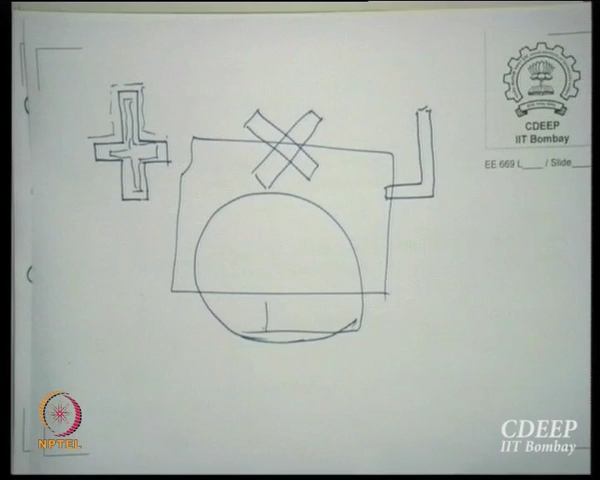 CDEEP
IIT Bombay
EE 669 L___ / Slide___
NPTEL
CDEEP
IIT Bombay